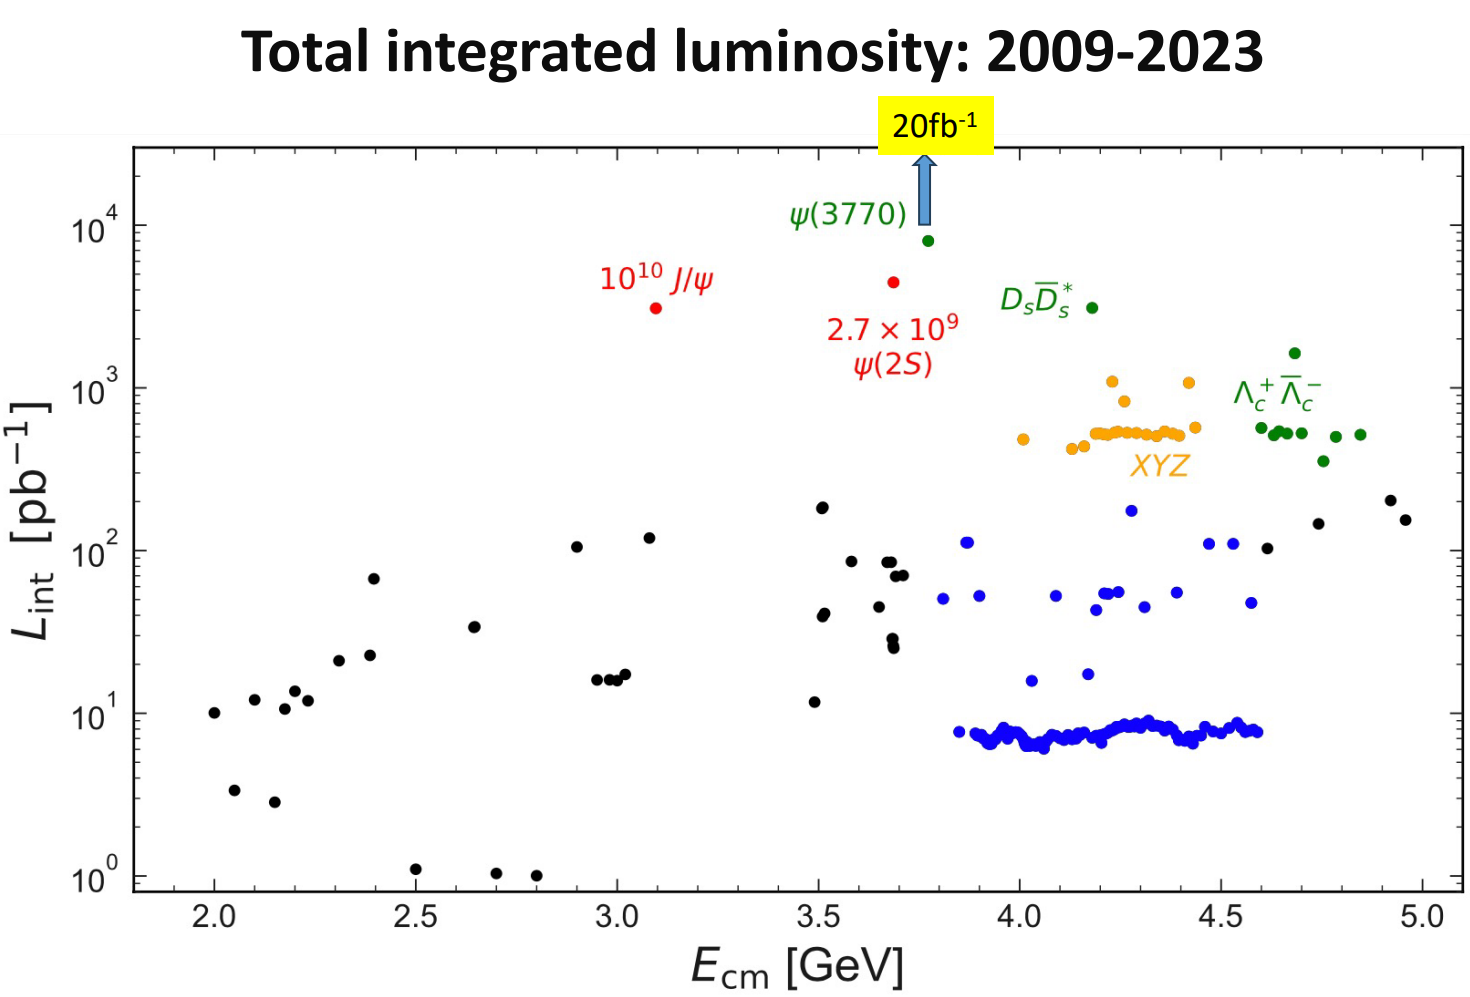 Total integrated luminosity: 2009-2023
20fb⁻¹
ψ(3770)
10¹⁰ J/ψ
2.7 × 10⁹
ψ(2S)
DₛD̅ₛ*
Λ_c⁺Λ̅_c⁻
XYZ
L_int [pb⁻¹]
10⁴
10³
10²
10¹
10⁰
2.0 2.5 3.0 3.5 4.0 4.5 5.0
E_cm [GeV]